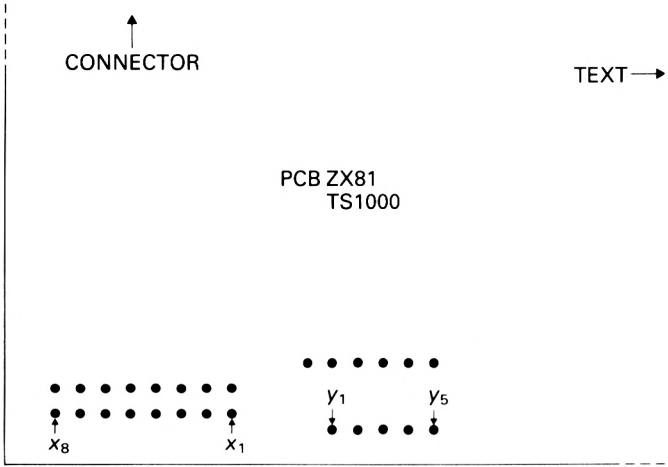 CONNECTOR
TEXT
PCB ZX81
TS1000
y1 y5
x8 x1